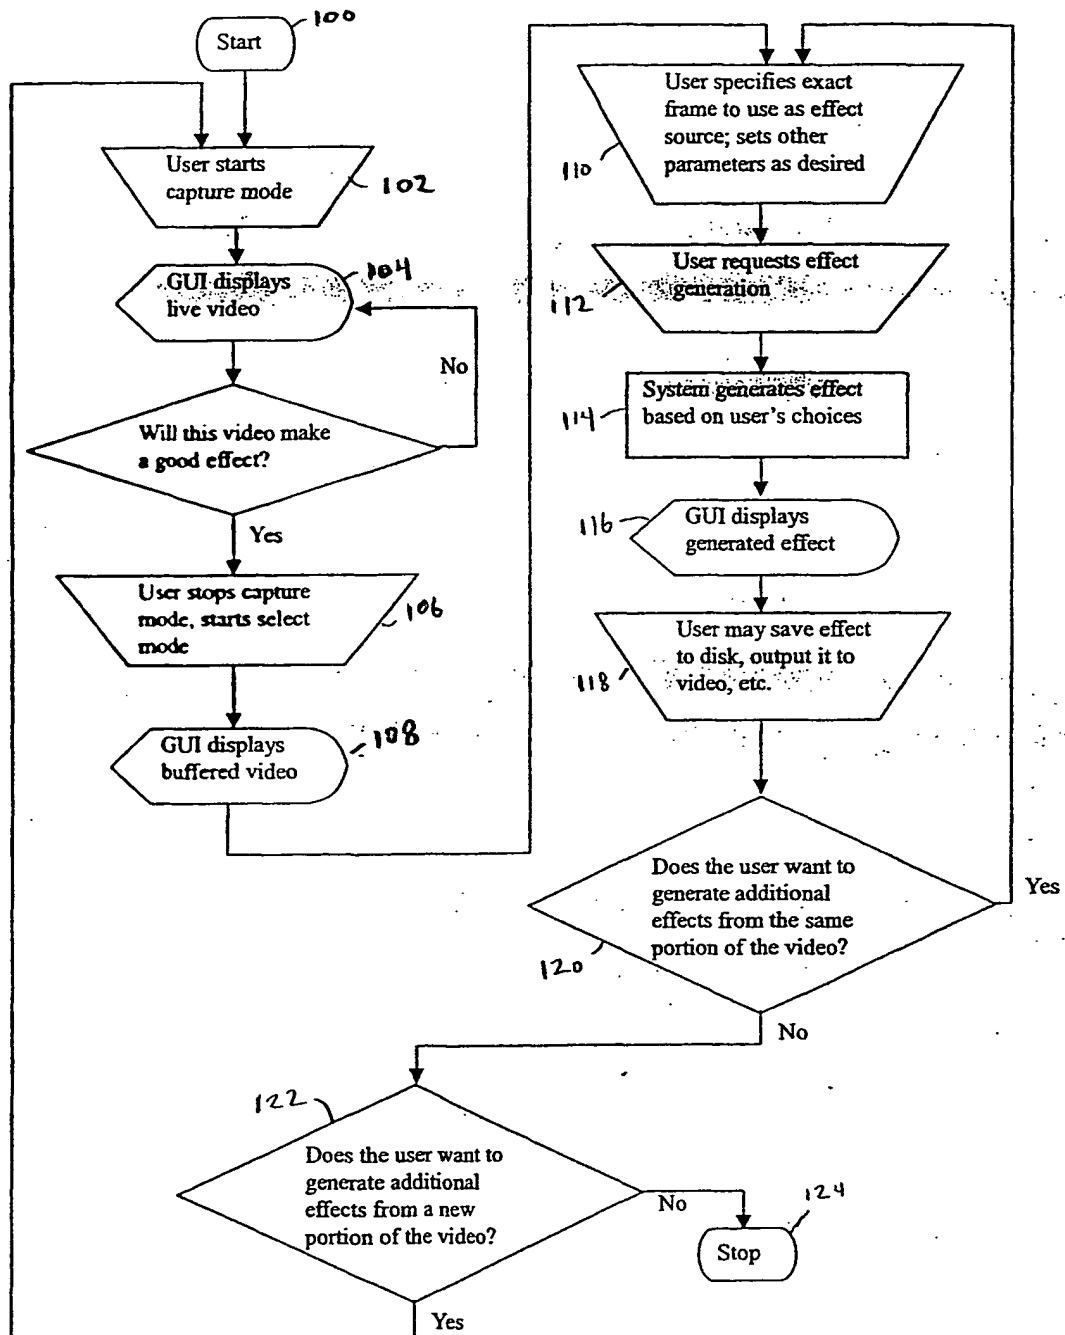 Start
100
User starts
capture mode
102
GUI displays
live video
104
No
Will this video make
a good effect?
Yes
User stops capture
mode, starts select
mode
106
GUI displays
buffered video
108
User specifies exact
frame to use as effect
source; sets other
parameters as desired
110
User requests effect
generation
112
System generates effect
based on user's choices
114
GUI displays
generated effect
116
User may save effect
to disk, output it to
video, etc.
118
Does the user want to
generate additional
effects from the same
portion of the video?
120
Yes
No
122
Does the user want to
generate additional
effects from a new
portion of the video?
No
124
Stop
Yes